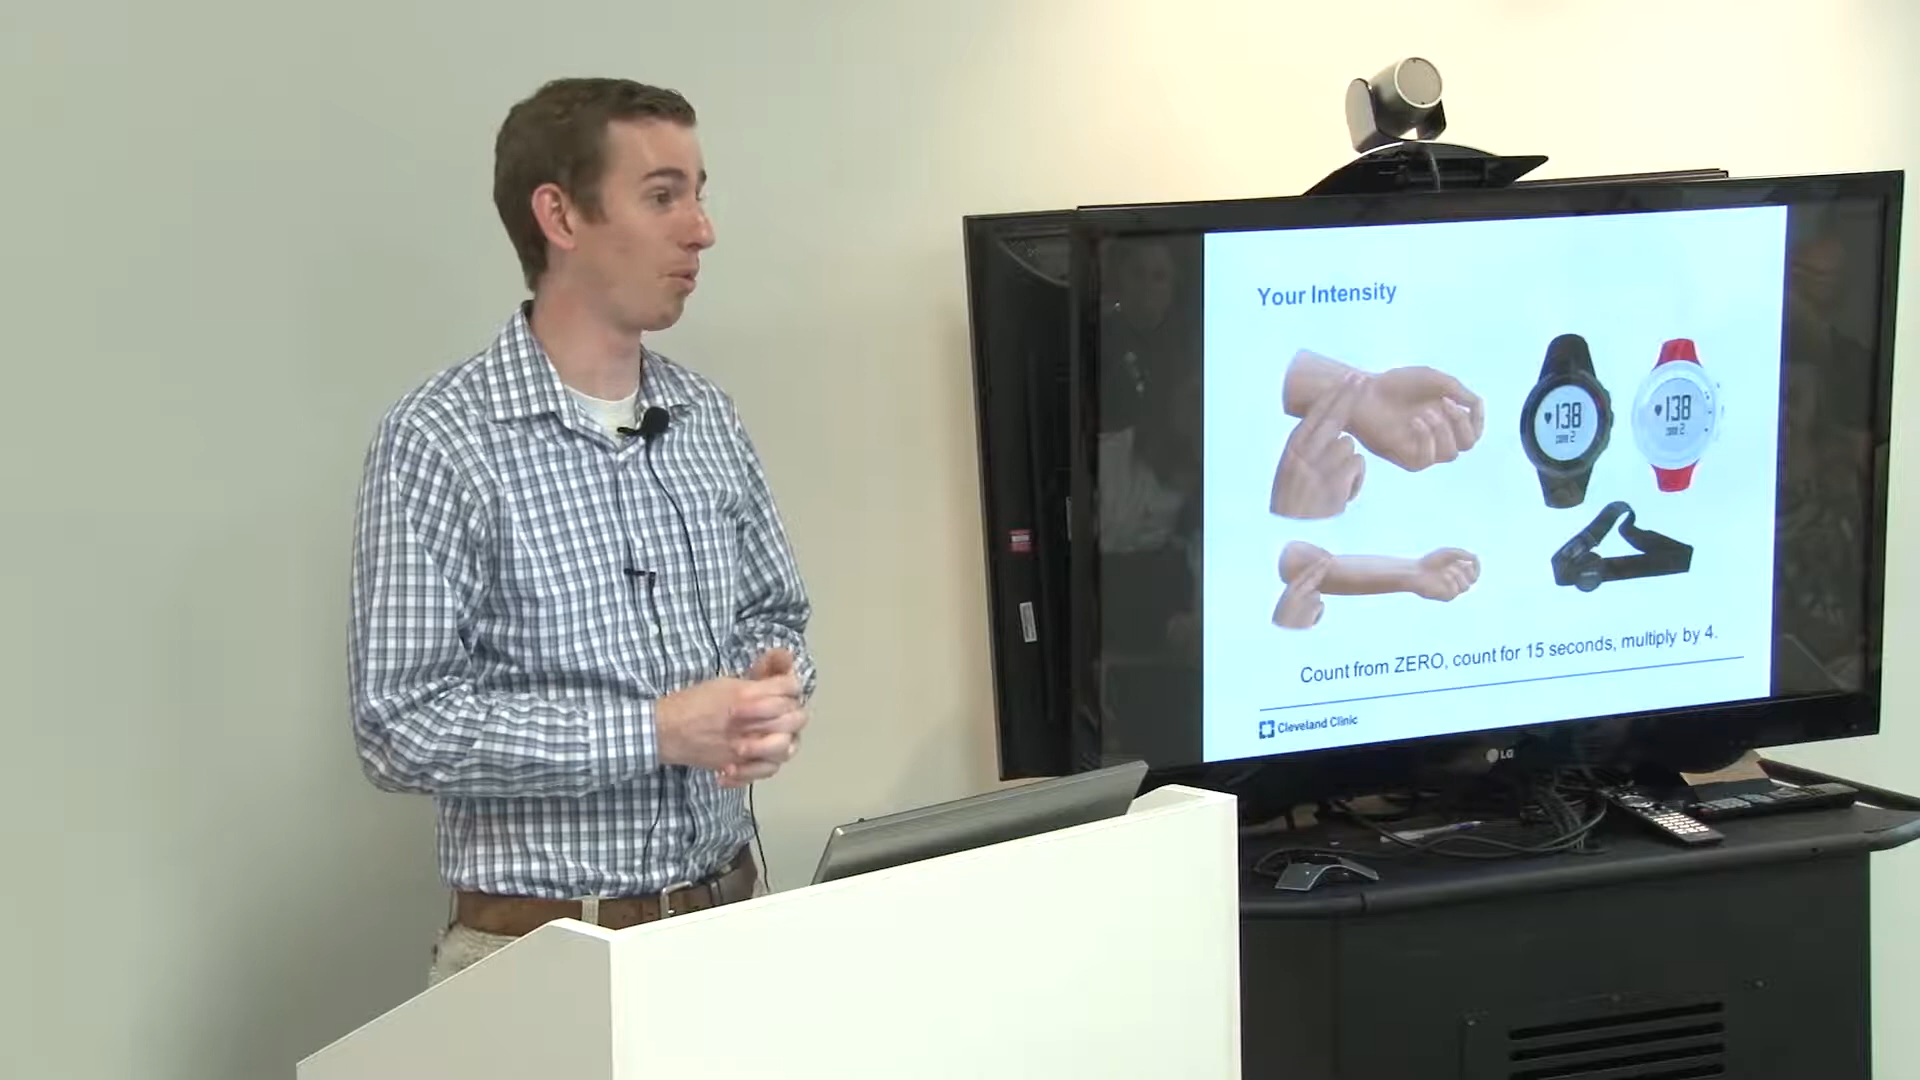 Your Intensity
138
ZONE 2
138
ZONE 2
Count from ZERO, count for 15 seconds, multiply by 4.
Cleveland Clinic
LG